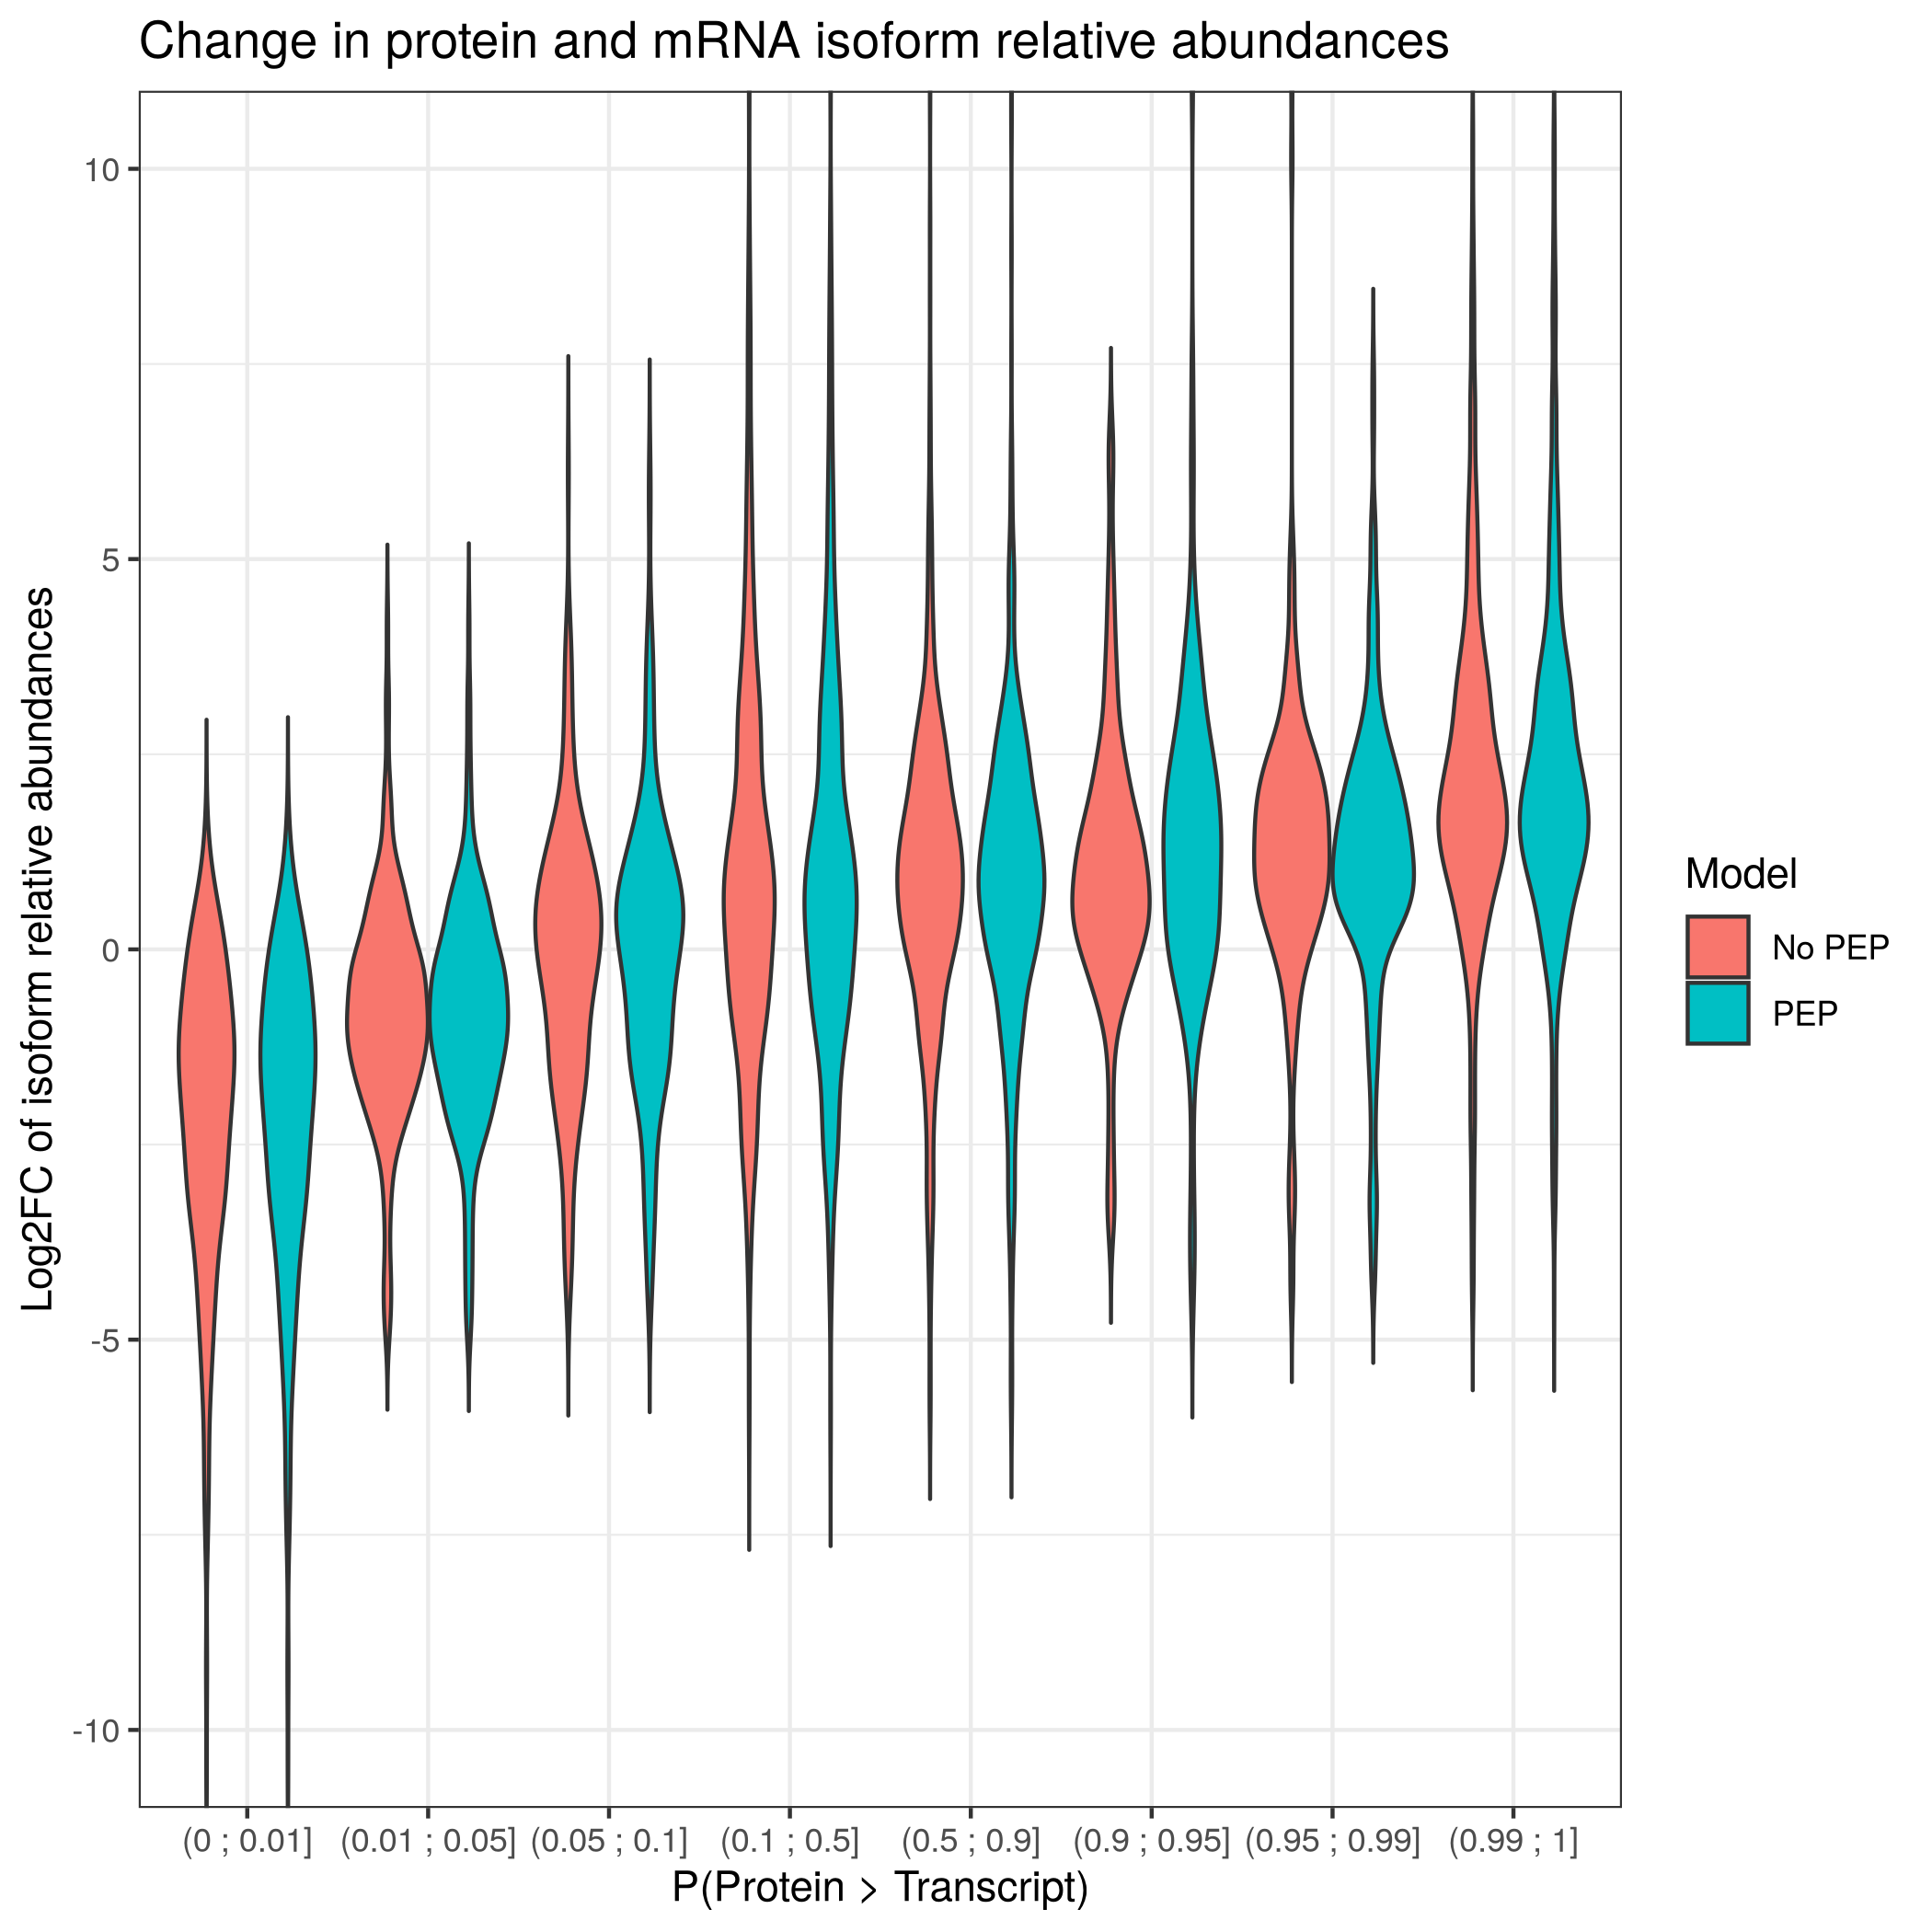 Change in protein and mRNA isoform relative abundances
Log2FC of isoform relative abundances
10
5
0
-5
-10
(0 ; 0.01]
(0.01 ; 0.05]
(0.05 ; 0.1]
(0.1 ; 0.5]
(0.5 ; 0.9]
(0.9 ; 0.95]
(0.95 ; 0.99]
(0.99 ; 1]
P(Protein > Transcript)
Model
No PEP
PEP